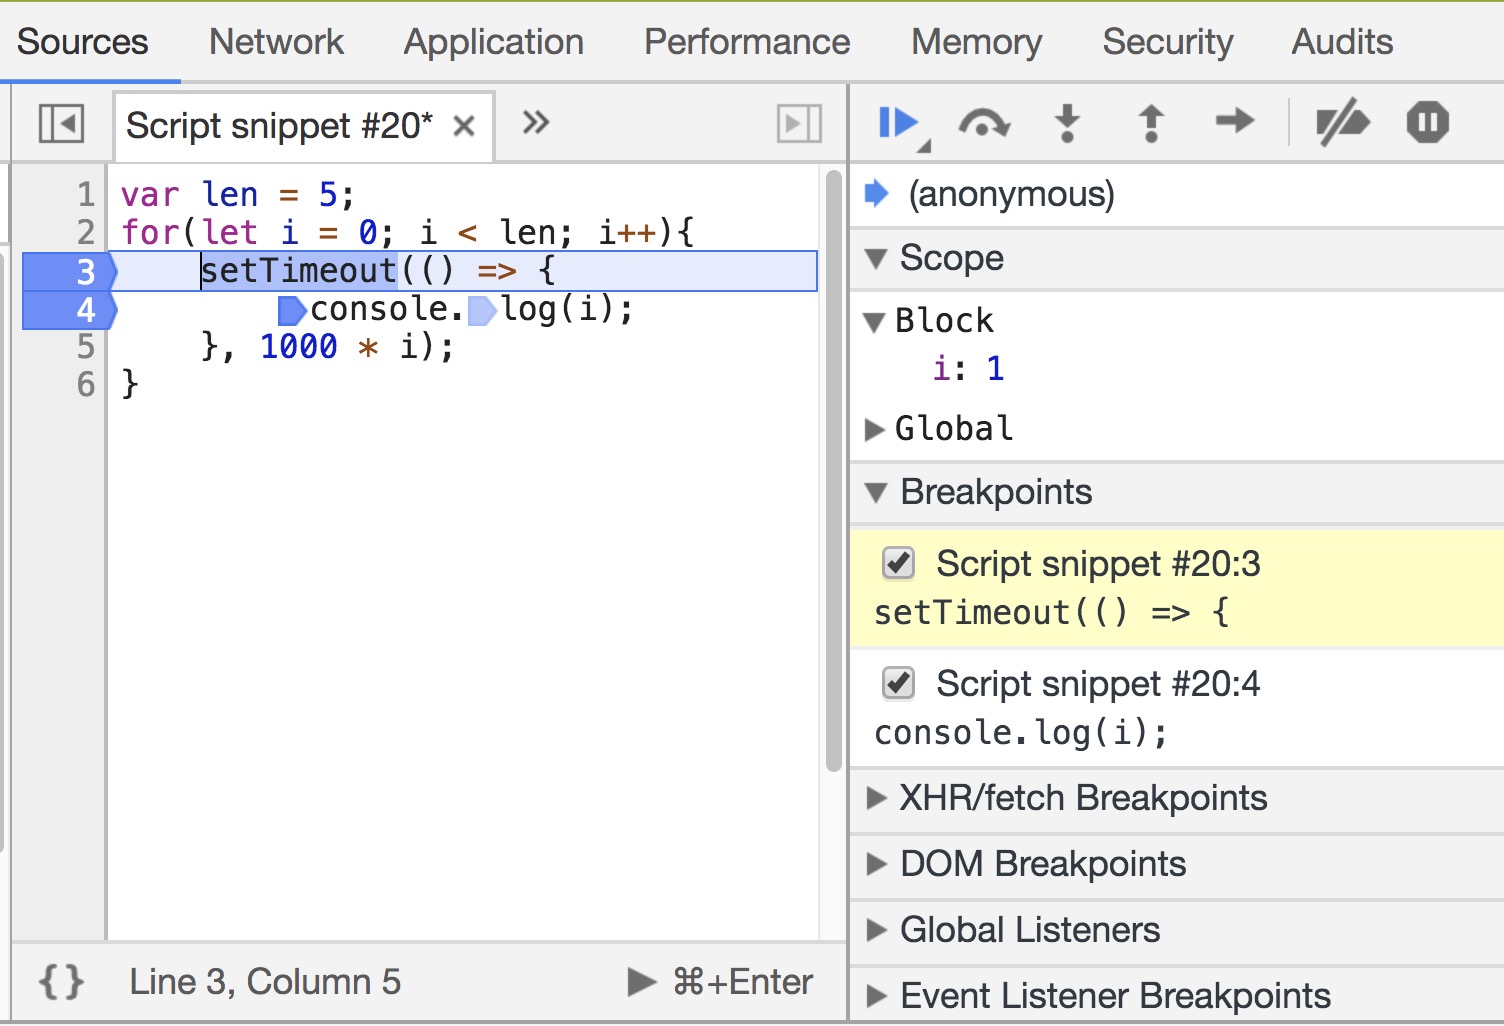 Sources Network Application Performance Memory Security Audits
Script snippet #20* × »
1 var len = 5;
2 for(let i = 0; i < len; i++){
3 setTimeout(() => {
4 console.log(i);
5 }, 1000 * i);
6 }
{} Line 3, Column 5 ⌘+Enter
(anonymous)
Scope
Block
i: 1
Global
Breakpoints
Script snippet #20:3
setTimeout(() => {
Script snippet #20:4
console.log(i);
XHR/fetch Breakpoints
DOM Breakpoints
Global Listeners
Event Listener Breakpoints